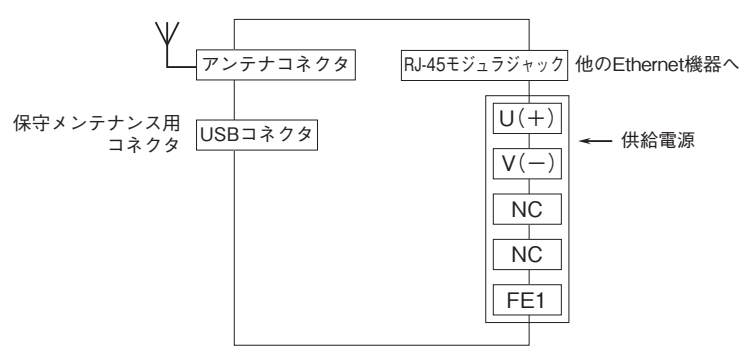 アンテナコネクタ
RJ-45モジュラジャック
他のEthernet機器へ
保守メンテナンス用
コネクタ
USBコネクタ
U(+)
供給電源
V(−)
NC
NC
FE1